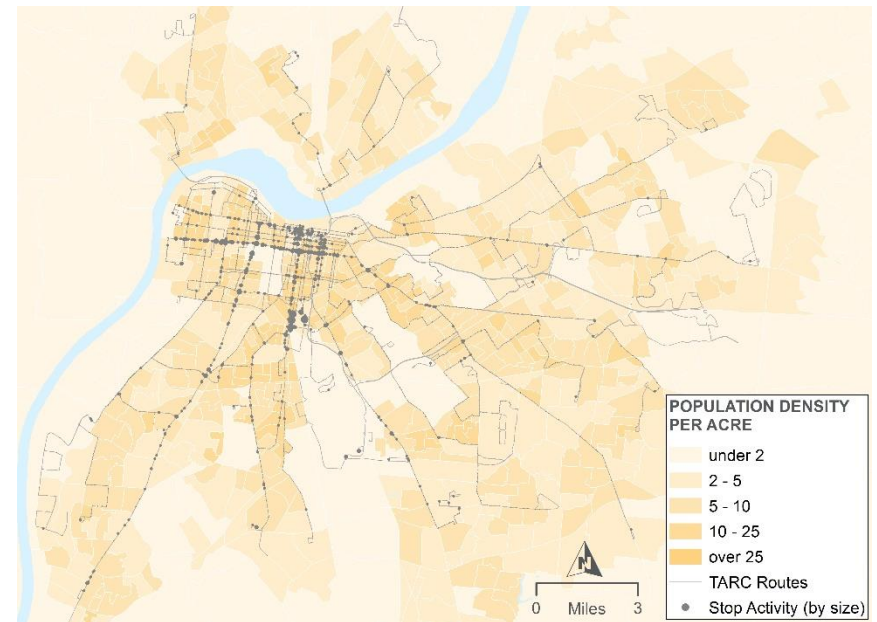 POPULATION DENSITY
PER ACRE
under 2
2 - 5
5 - 10
10 - 25
over 25
TARC Routes
Stop Activity (by size)
N
0 Miles 3